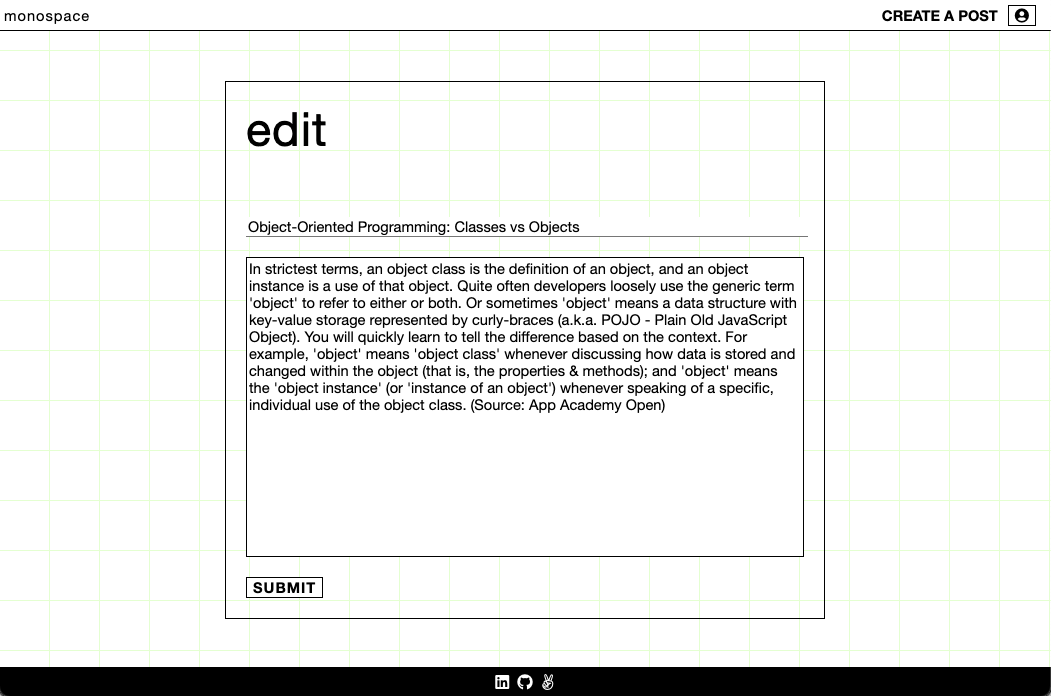 monospace
CREATE A POST
edit
Object-Oriented Programming: Classes vs Objects
In strictest terms, an object class is the definition of an object, and an object
instance is a use of that object. Quite often developers loosely use the generic term
'object' to refer to either or both. Or sometimes 'object' means a data structure with
key-value storage represented by curly-braces (a.k.a. POJO - Plain Old JavaScript
Object). You will quickly learn to tell the difference based on the context. For
example, 'object' means 'object class' whenever discussing how data is stored and
changed within the object (that is, the properties & methods); and 'object' means
the 'object instance' (or 'instance of an object') whenever speaking of a specific,
individual use of the object class. (Source: App Academy Open)
SUBMIT